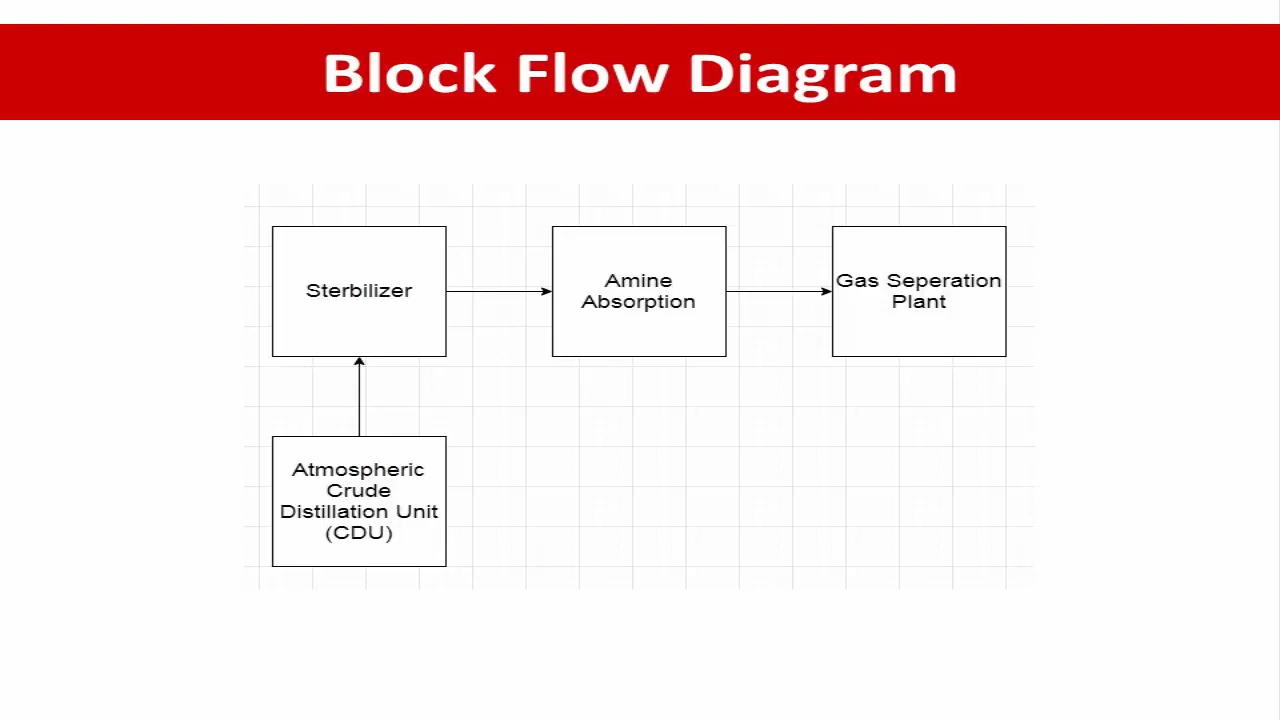 Block Flow Diagram
Sterbilizer
Amine
Absorption
Gas Seperation
Plant
Atmospheric
Crude
Distillation Unit
(CDU)